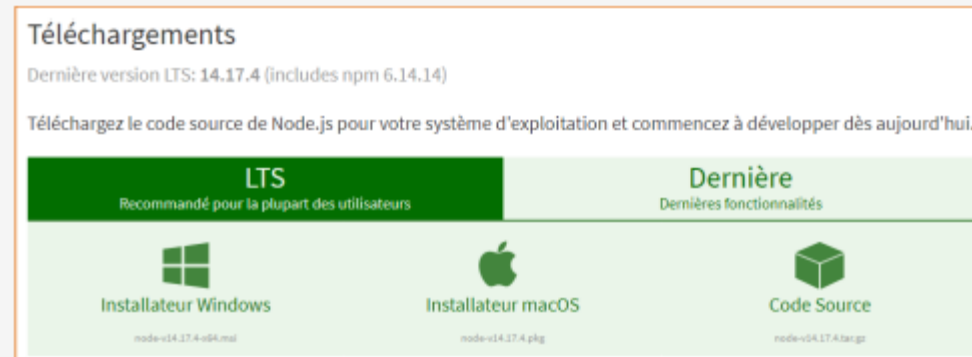 Téléchargements
Dernière version LTS: 14.17.4 (includes npm 6.14.14)
Téléchargez le code source de Node.js pour votre système d'exploitation et commencez à développer dès aujourd'hui.
LTS
Recommandé pour la plupart des utilisateurs
Dernière
Dernières fonctionnalités
Installateur Windows
node-v14.17.4-x64.msi
Installateur macOS
node-v14.17.4.pkg
Code Source
node-v14.17.4.tar.gz